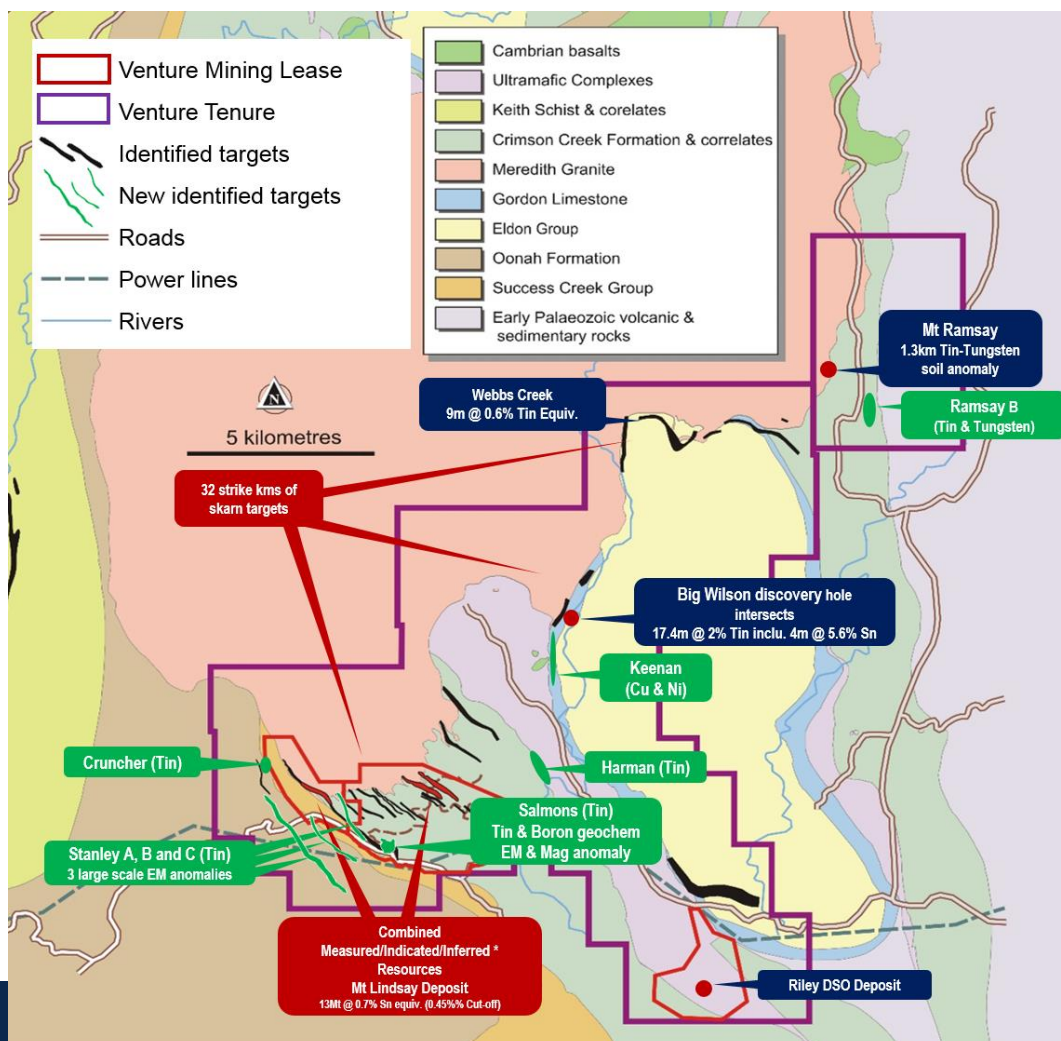 Venture Mining Lease
Venture Tenure
Identified targets
New identified targets
Roads
Power lines
Rivers
Cambrian basalts
Ultramafic Complexes
Keith Schist & corelates
Crimson Creek Formation & correlates
Meredith Granite
Gordon Limestone
Eldon Group
Oonah Formation
Success Creek Group
Early Palaeozoic volcanic &
sedimentary rocks
N
5 kilometres
Mt Ramsay
1.3km Tin-Tungsten
soil anomaly
Ramsay B
(Tin & Tungsten)
Webbs Creek
9m @ 0.6% Tin Equiv.
32 strike kms of
skarn targets
Big Wilson discovery hole
intersects
17.4m @ 2% Tin inclu. 4m @ 5.6% Sn
Keenan
(Cu & Ni)
Cruncher (Tin)
Harman (Tin)
Salmons (Tin)
Tin & Boron geochem
EM & Mag anomaly
Stanley A, B and C (Tin)
3 large scale EM anomalies
Combined
Measured/Indicated/Inferred *
Resources
Mt Lindsay Deposit
13Mt @ 0.7% Sn equiv. (0.45%% Cut-off)
Riley DSO Deposit